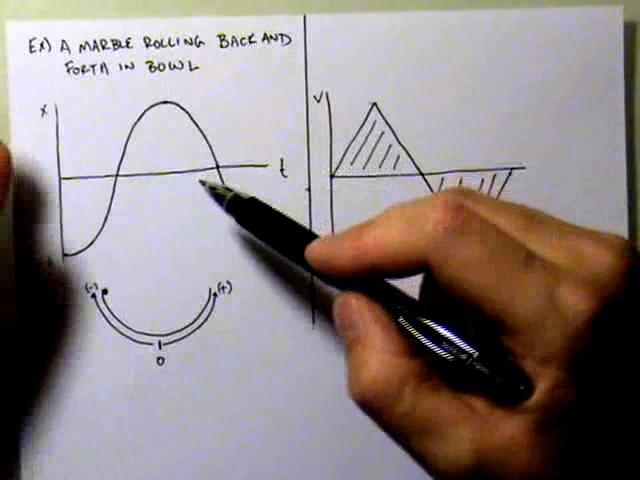 EX) A MARBLE ROLLING BACK AND
FORTH IN BOWL
X
t
V
(-)
(+)
0